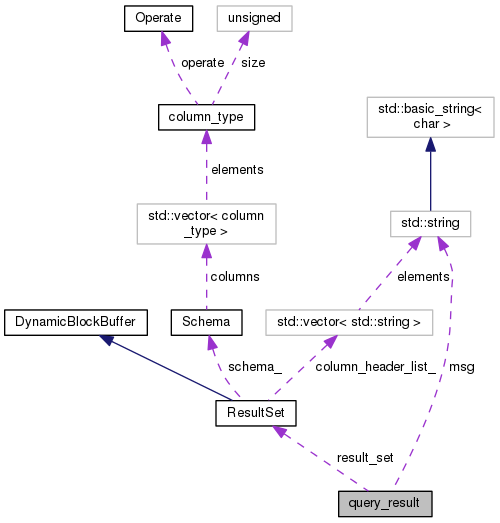 Operate
unsigned
operate
size
column_type
std::basic_string<
char >
elements
std::vector< column
_type >
std::string
columns
elements
DynamicBlockBuffer
Schema
std::vector< std::string >
schema_
column_header_list_
msg
ResultSet
result_set
query_result